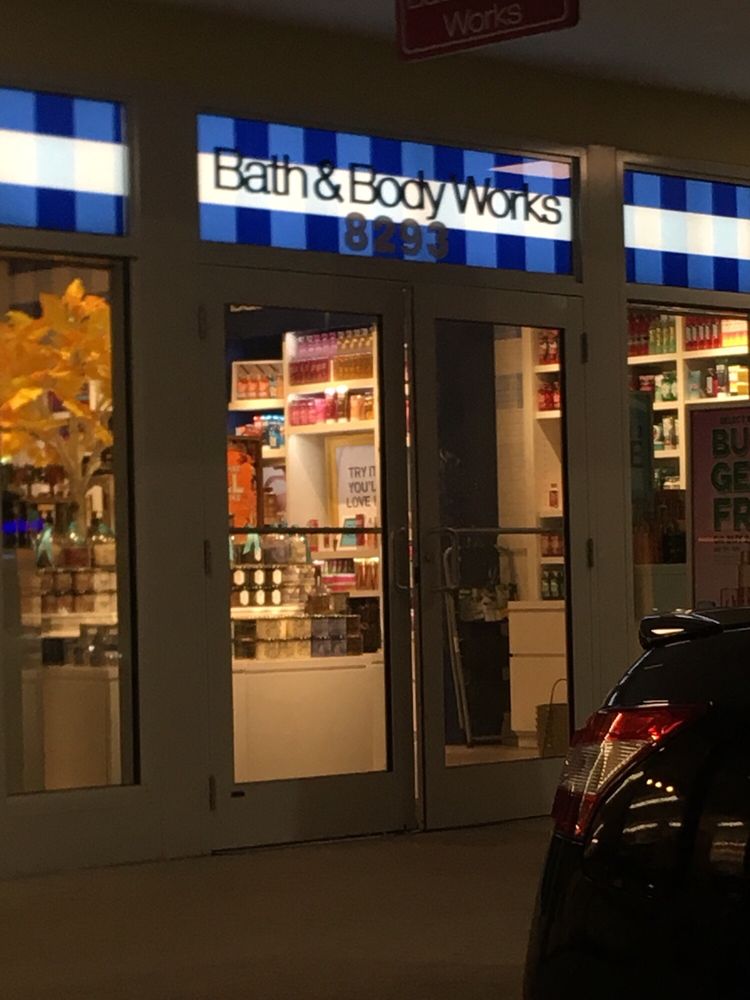 Works
Bath & Body Works
8293
TRY IT
YOU'L
LOVE
BU
GE
FR